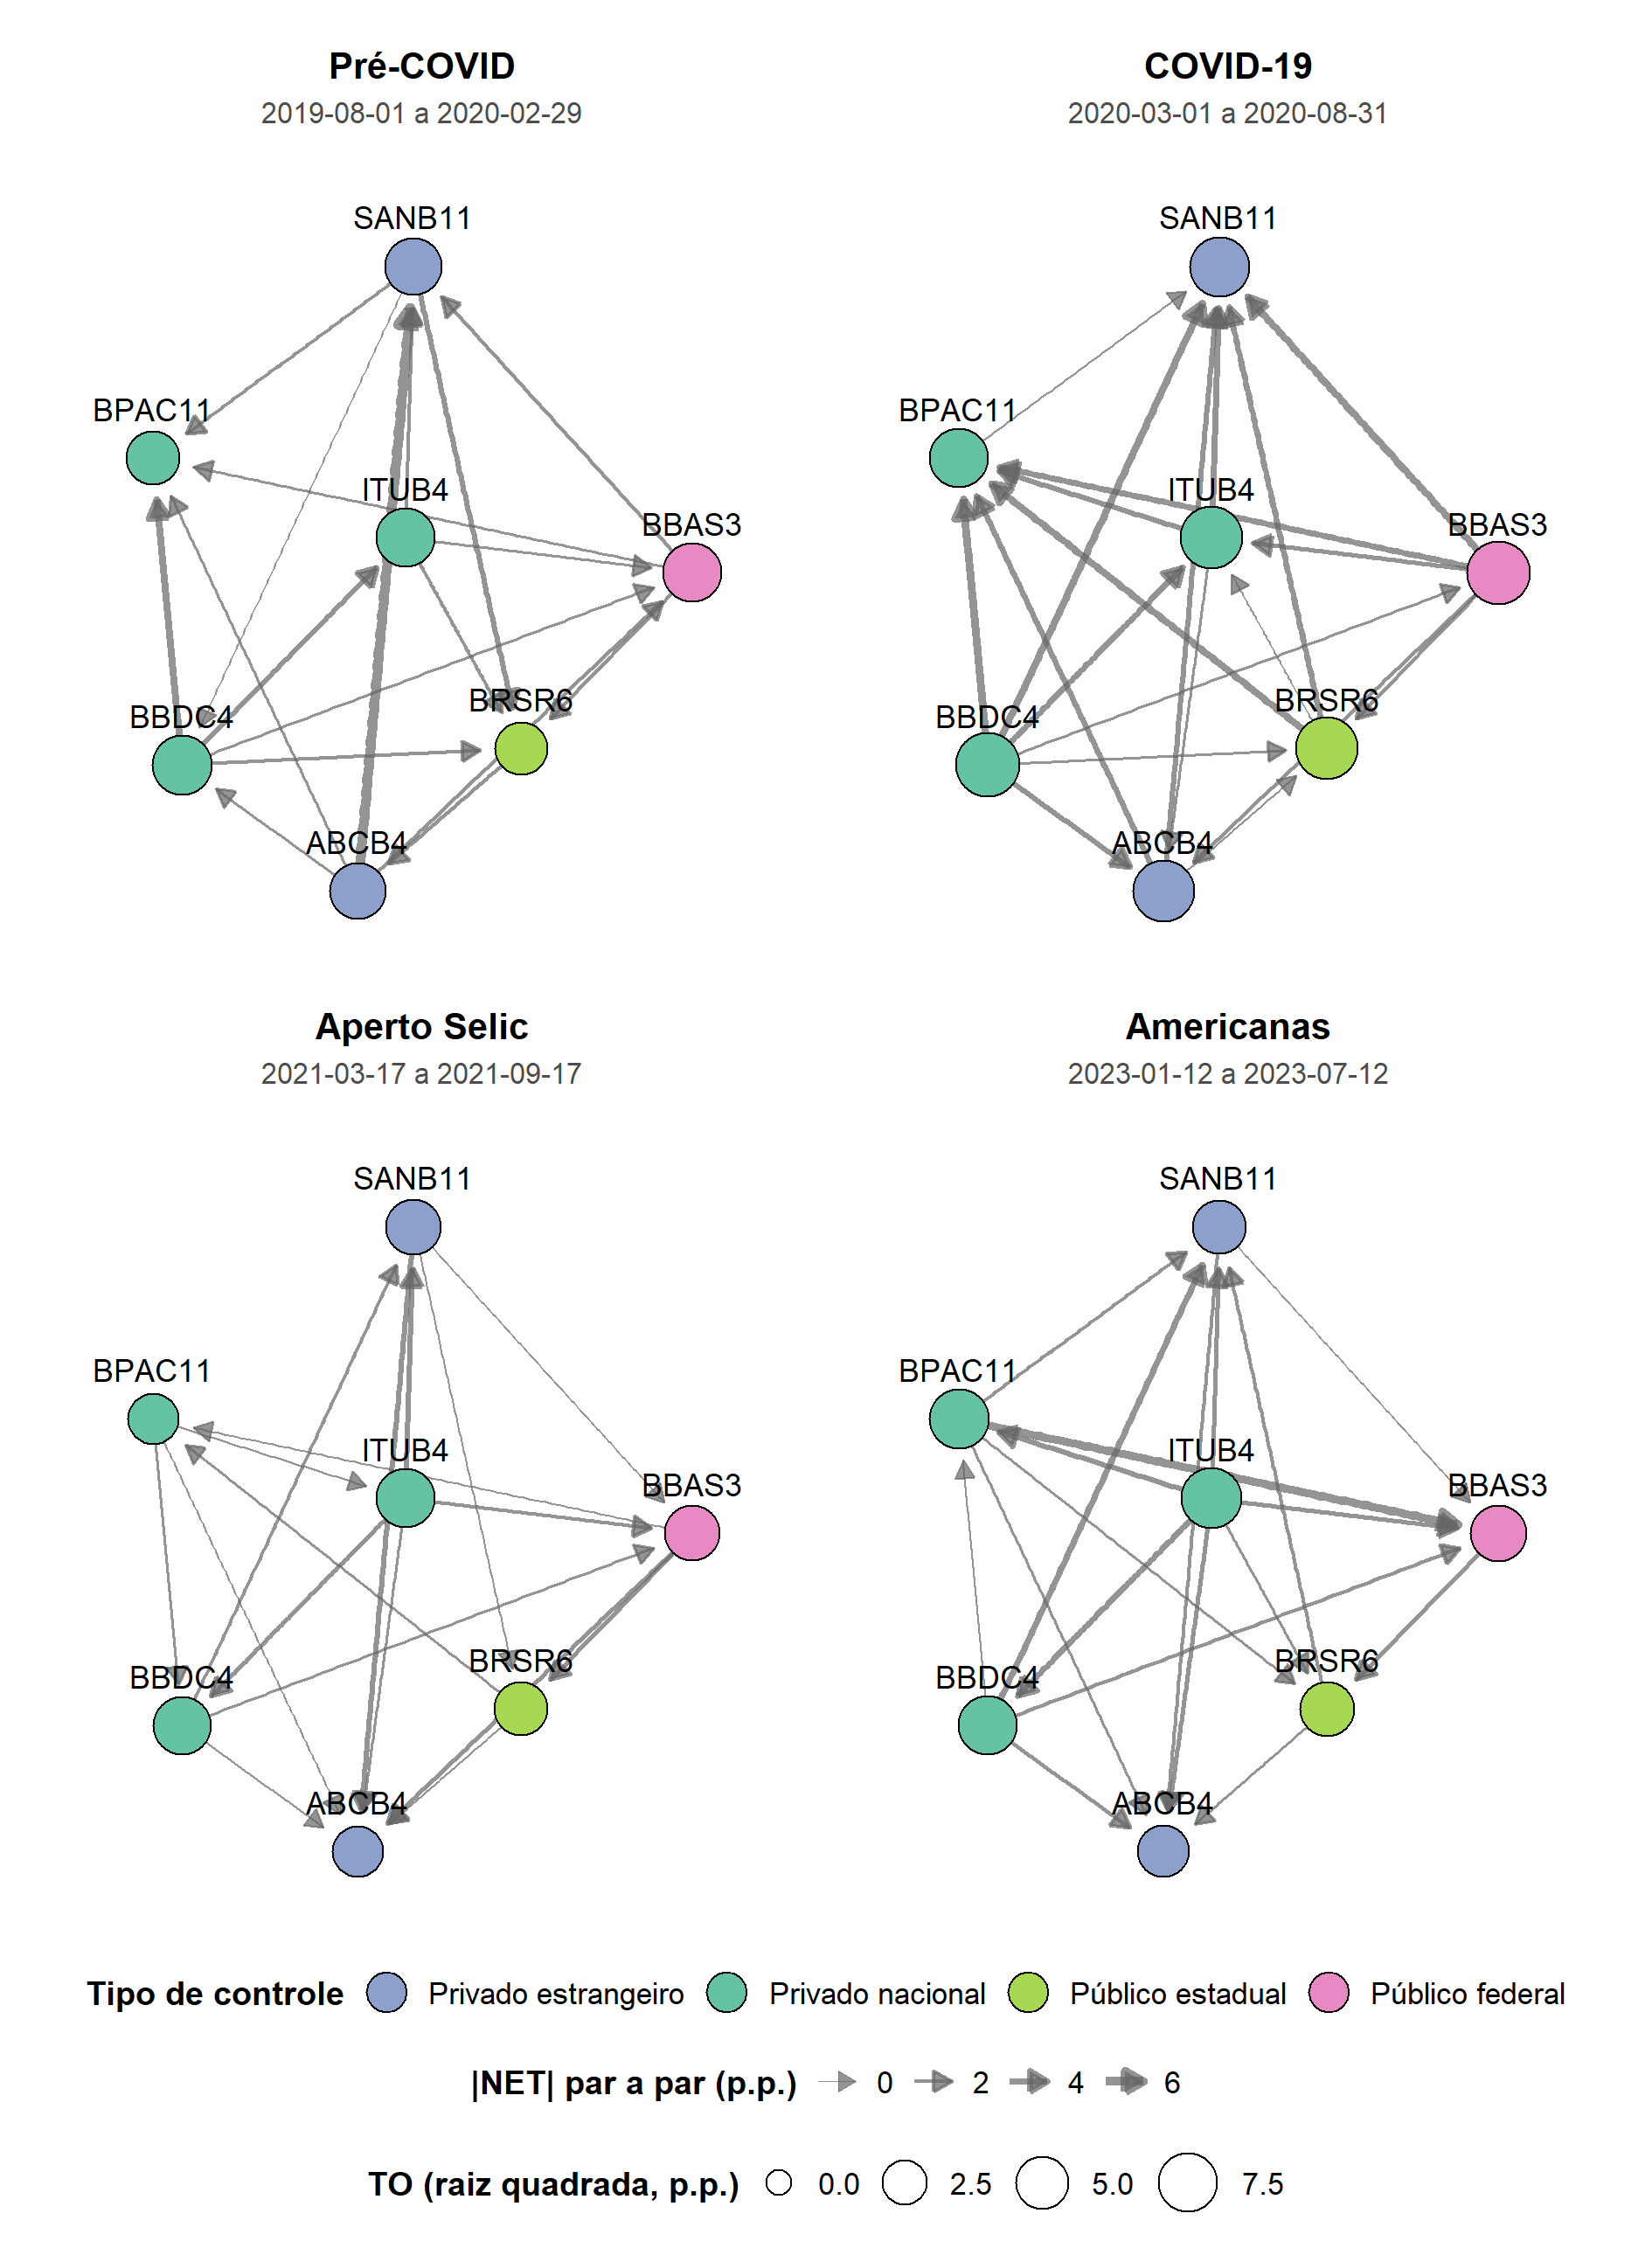 Pré-COVID
2019-08-01 a 2020-02-29
SANB11
BPAC11
ITUB4
BBAS3
BRSR6
BBDC4
ABCB4
COVID-19
2020-03-01 a 2020-08-31
SANB11
BPAC11
ITUB4
BBAS3
BRSR6
BBDC4
ABCB4
Aperto Selic
2021-03-17 a 2021-09-17
SANB11
BPAC11
ITUB4
BBAS3
BRSR6
BBDC4
ABCB4
Americanas
2023-01-12 a 2023-07-12
SANB11
BPAC11
ITUB4
BBAS3
BRSR6
BBDC4
ABCB4
Tipo de controle Privado estrangeiro Privado nacional Público estadual Público federal
|NET| par a par (p.p.) 0 2 4 6
TO (raiz quadrada, p.p.) 0.0 2.5 5.0 7.5